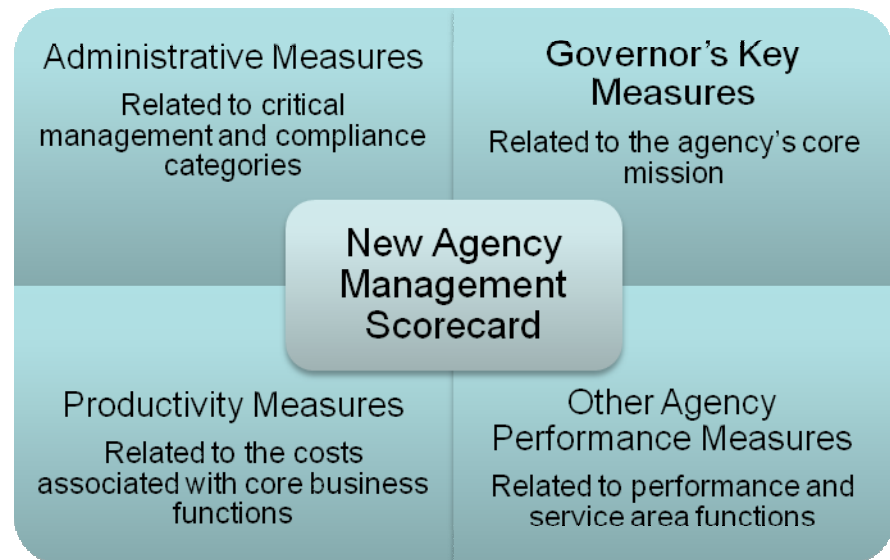 Administrative Measures
Related to critical
management and compliance
categories
Governor's Key
Measures
Related to the agency's core
mission
New Agency
Management
Scorecard
Productivity Measures
Related to the costs
associated with core business
functions
Other Agency
Performance Measures
Related to performance and
service area functions